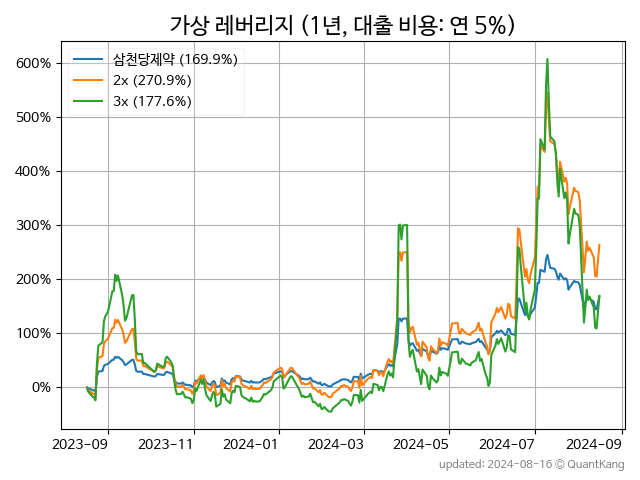 가상 레버리지 (1년, 대출 비용: 연 5%)
삼천당제약 (169.9%)
2x (270.9%)
3x (177.6%)
600%
500%
400%
300%
200%
100%
0%
2023-09 2023-11 2024-01 2024-03 2024-05 2024-07 2024-09
updated: 2024-08-16 © QuantKang